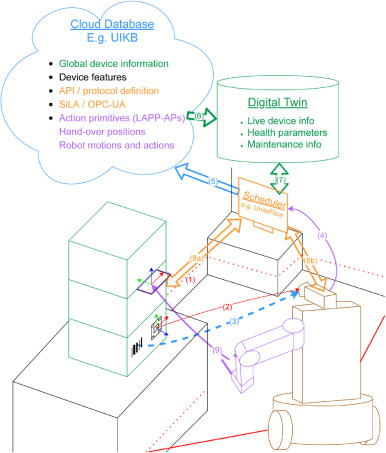 Cloud Database
E.g. UIKB
• Global device information
• Device features
• API / protocol definition
• SiLA / OPC-UA
• Action primitives (LAPP-APs)
Hand-over positions
Robot motions and actions
(6)
Digital Twin
• Live device info
• Health parameters
• Maintenance info
(7)
(5)
Scheduler
e.g. UniteFlow
(4)
(8a)
(8b)
(1)
(2)
(3)
(9)